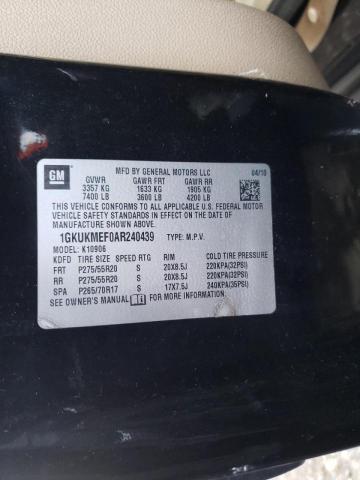 GM
MFD BY GENERAL MOTORS LLC 04/10
GVWR GAWR FRT GAWR RR
3357 KG 1633 KG 1905 KG
7400 LB 3600 LB 4200 LB
THIS VEHICLE CONFORMS TO ALL APPLICABLE U.S. FEDERAL MOTOR
VEHICLE SAFETY AND THEFT PREVENTION STANDARDS IN EFFECT
ON THE DATE OF MANUFACTURE SHOWN ABOVE.
1GKUKMEF0AR240439 TYPE: M.P.V.
MODEL: K10906
KDFD TIRE SIZE SPEED RTG RIM COLD TIRE PRESSURE
FRT P275/55R20 S 20X8.5J 220KPA(32PSI)
RR P275/55R20 S 20X8.5J 220KPA(32PSI)
SPA P265/70R17 S 17X7.5J 240KPA(35PSI)
SEE OWNER'S MANUAL FOR ADDITIONAL INFORMATION.